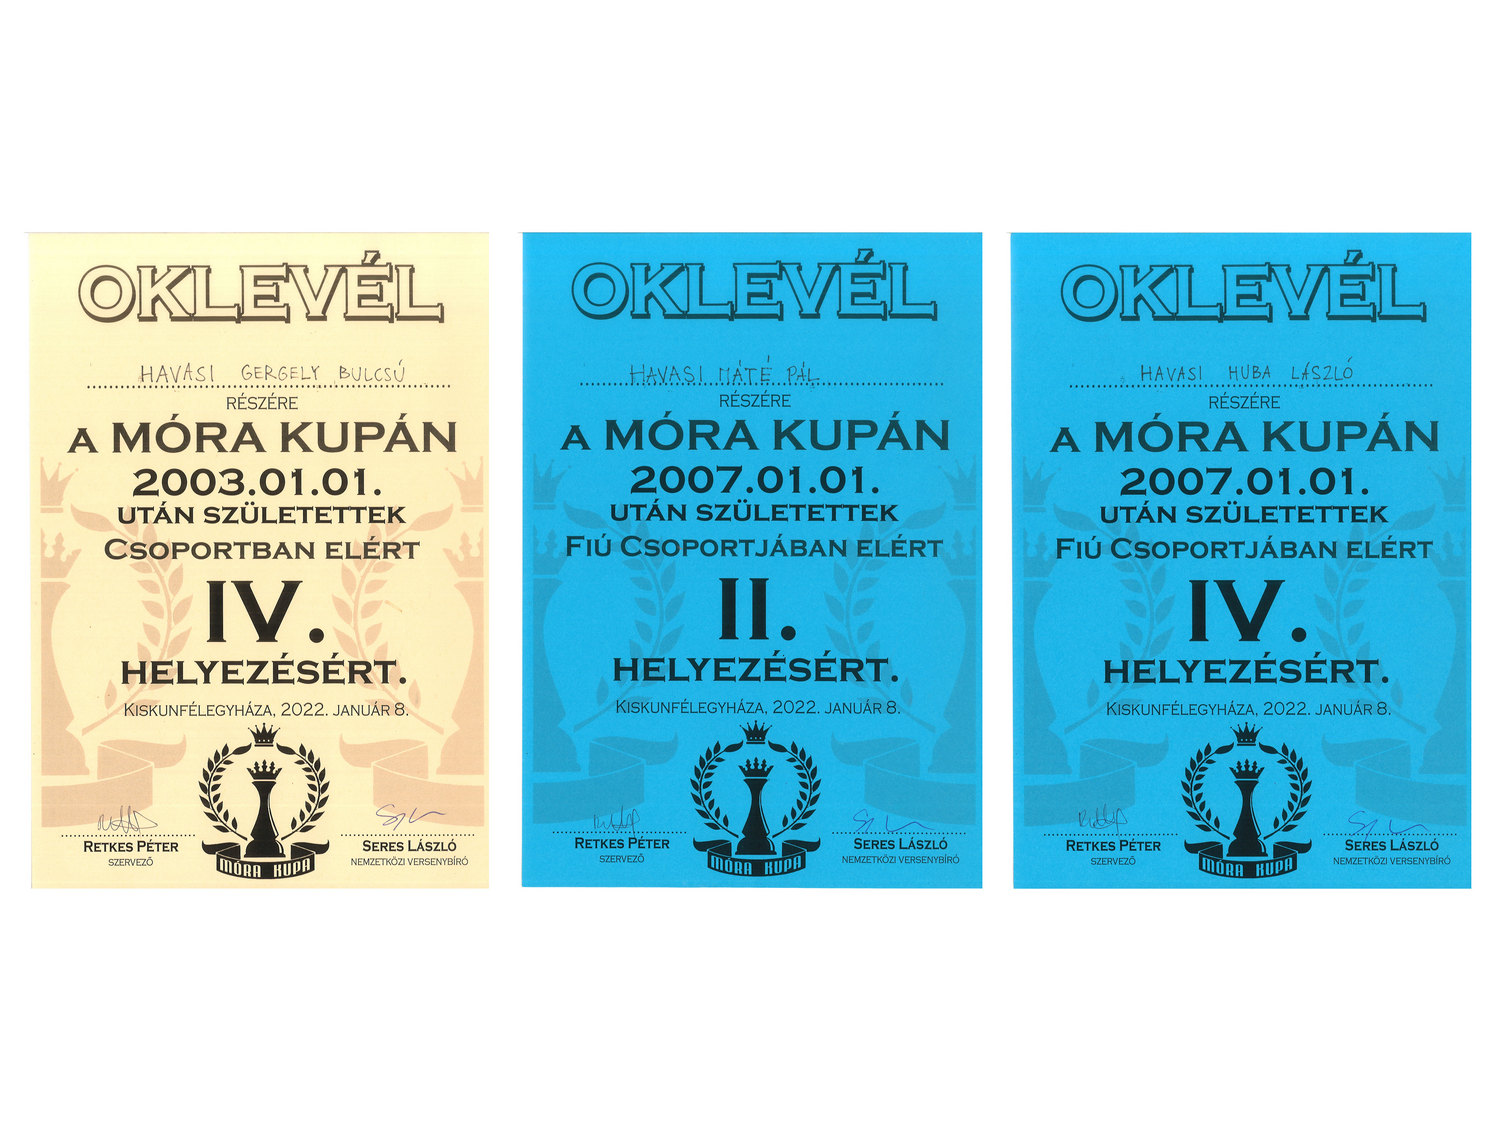 OKLEVÉL
HAVASI GERGELY BULCSÚ
RÉSZÉRE
A MÓRA KUPÁN
2003.01.01.
UTÁN SZÜLETETTEK
CSOPORTBAN ELÉRT
IV.
HELYEZÉSÉRT.
KISKUNFÉLEGYHÁZA, 2022. JANUÁR 8.
RETKES PÉTER
SZERVEZŐ
MÓRA KUPA
SERES LÁSZLÓ
NEMZETKÖZI VERSENYBÍRÓ
OKLEVÉL
HAVASI MÁTÉ PÁL
RÉSZÉRE
A MÓRA KUPÁN
2007.01.01.
UTÁN SZÜLETETTEK
FIÚ CSOPORTJÁBAN ELÉRT
II.
HELYEZÉSÉRT.
KISKUNFÉLEGYHÁZA, 2022. JANUÁR 8.
RETKES PÉTER
SZERVEZŐ
MÓRA KUPA
SERES LÁSZLÓ
NEMZETKÖZI VERSENYBÍRÓ
OKLEVÉL
HAVASI HUBA LÁSZLÓ
RÉSZÉRE
A MÓRA KUPÁN
2007.01.01.
UTÁN SZÜLETETTEK
FIÚ CSOPORTJÁBAN ELÉRT
IV.
HELYEZÉSÉRT.
KISKUNFÉLEGYHÁZA, 2022. JANUÁR 8.
RETKES PÉTER
SZERVEZŐ
MÓRA KUPA
SERES LÁSZLÓ
NEMZETKÖZI VERSENYBÍRÓ